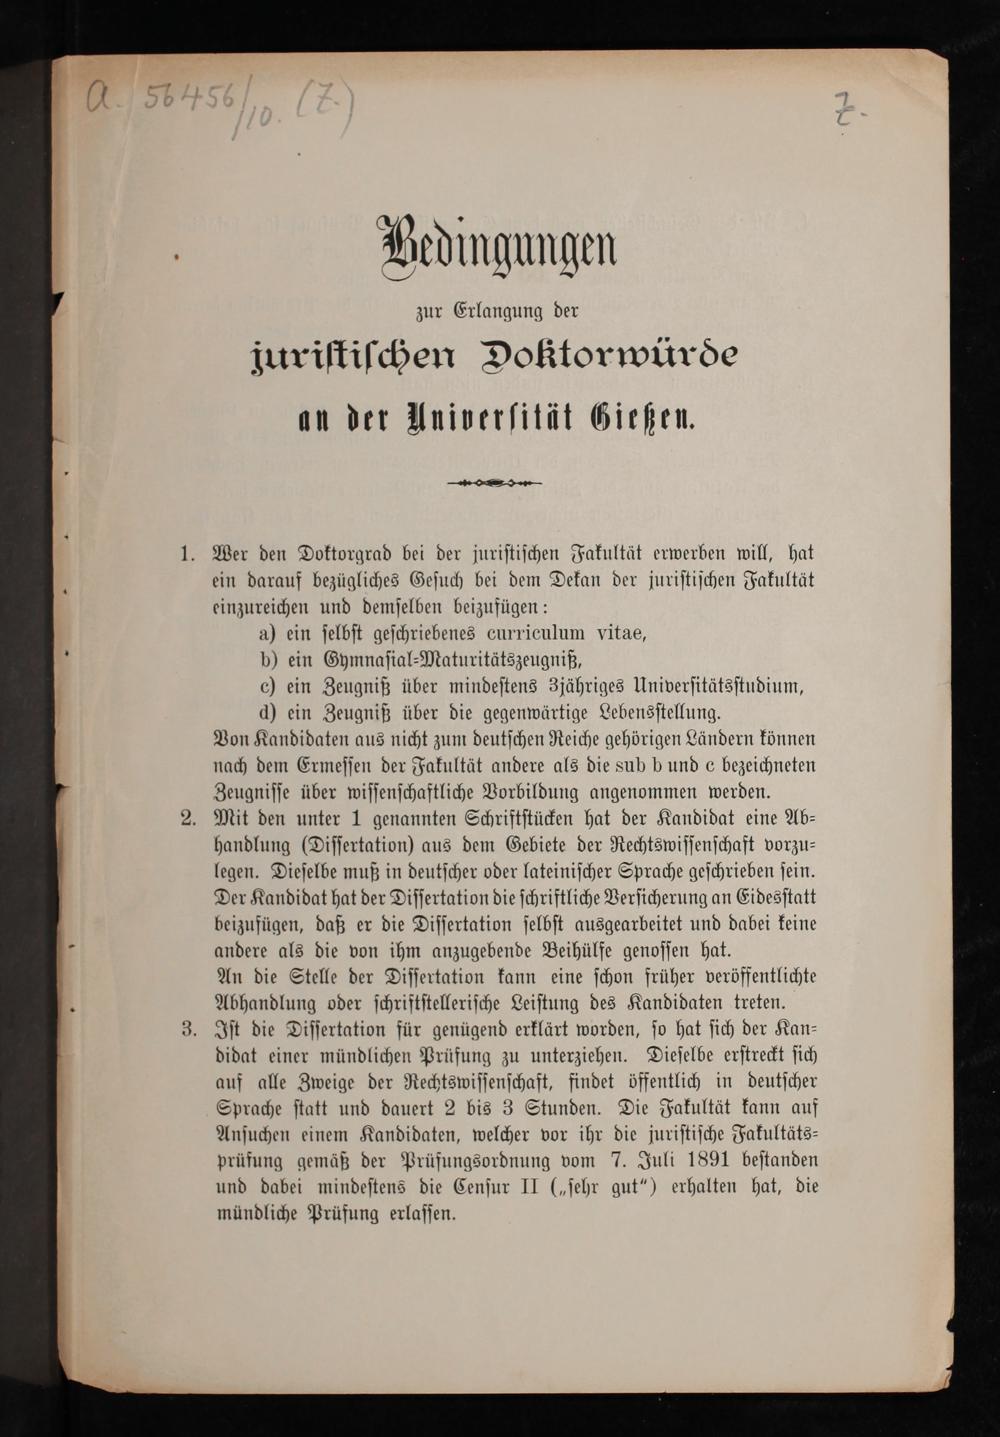 a. 56456/10. (7.)
7.
Bedingungen
zur Erlangung der
juristischen Doktorwürde
an der Universität Gießen.
1. Wer den Doktorgrad bei der juristischen Fakultät erwerben will, hat
ein darauf bezügliches Gesuch bei dem Dekan der juristischen Fakultät
einzureichen und demselben beizufügen:
a) ein selbst geschriebenes curriculum vitae,
b) ein Gymnasial-Maturitätszeugniß,
c) ein Zeugniß über mindestens 3jähriges Universitätsstudium,
d) ein Zeugniß über die gegenwärtige Lebensstellung.
Von Kandidaten aus nicht zum deutschen Reiche gehörigen Ländern können
nach dem Ermessen der Fakultät andere als die sub b und c bezeichneten
Zeugnisse über wissenschaftliche Vorbildung angenommen werden.
2. Mit den unter 1 genannten Schriftstücken hat der Kandidat eine Ab-
handlung (Dissertation) aus dem Gebiete der Rechtswissenschaft vorzu-
legen. Dieselbe muß in deutscher oder lateinischer Sprache geschrieben sein.
Der Kandidat hat der Dissertation die schriftliche Versicherung an Eidesstatt
beizufügen, daß er die Dissertation selbst ausgearbeitet und dabei keine
andere als die von ihm anzugebende Beihülfe genossen hat.
An die Stelle der Dissertation kann eine schon früher veröffentlichte
Abhandlung oder schriftstellerische Leistung des Kandidaten treten.
3. Ist die Dissertation für genügend erklärt worden, so hat sich der Kan-
didat einer mündlichen Prüfung zu unterziehen. Dieselbe erstreckt sich
auf alle Zweige der Rechtswissenschaft, findet öffentlich in deutscher
Sprache statt und dauert 2 bis 3 Stunden. Die Fakultät kann auf
Ansuchen einem Kandidaten, welcher vor ihr die juristische Fakultäts-
prüfung gemäß der Prüfungsordnung vom 7. Juli 1891 bestanden
und dabei mindestens die Censur II („sehr gut“) erhalten hat, die
mündliche Prüfung erlassen.